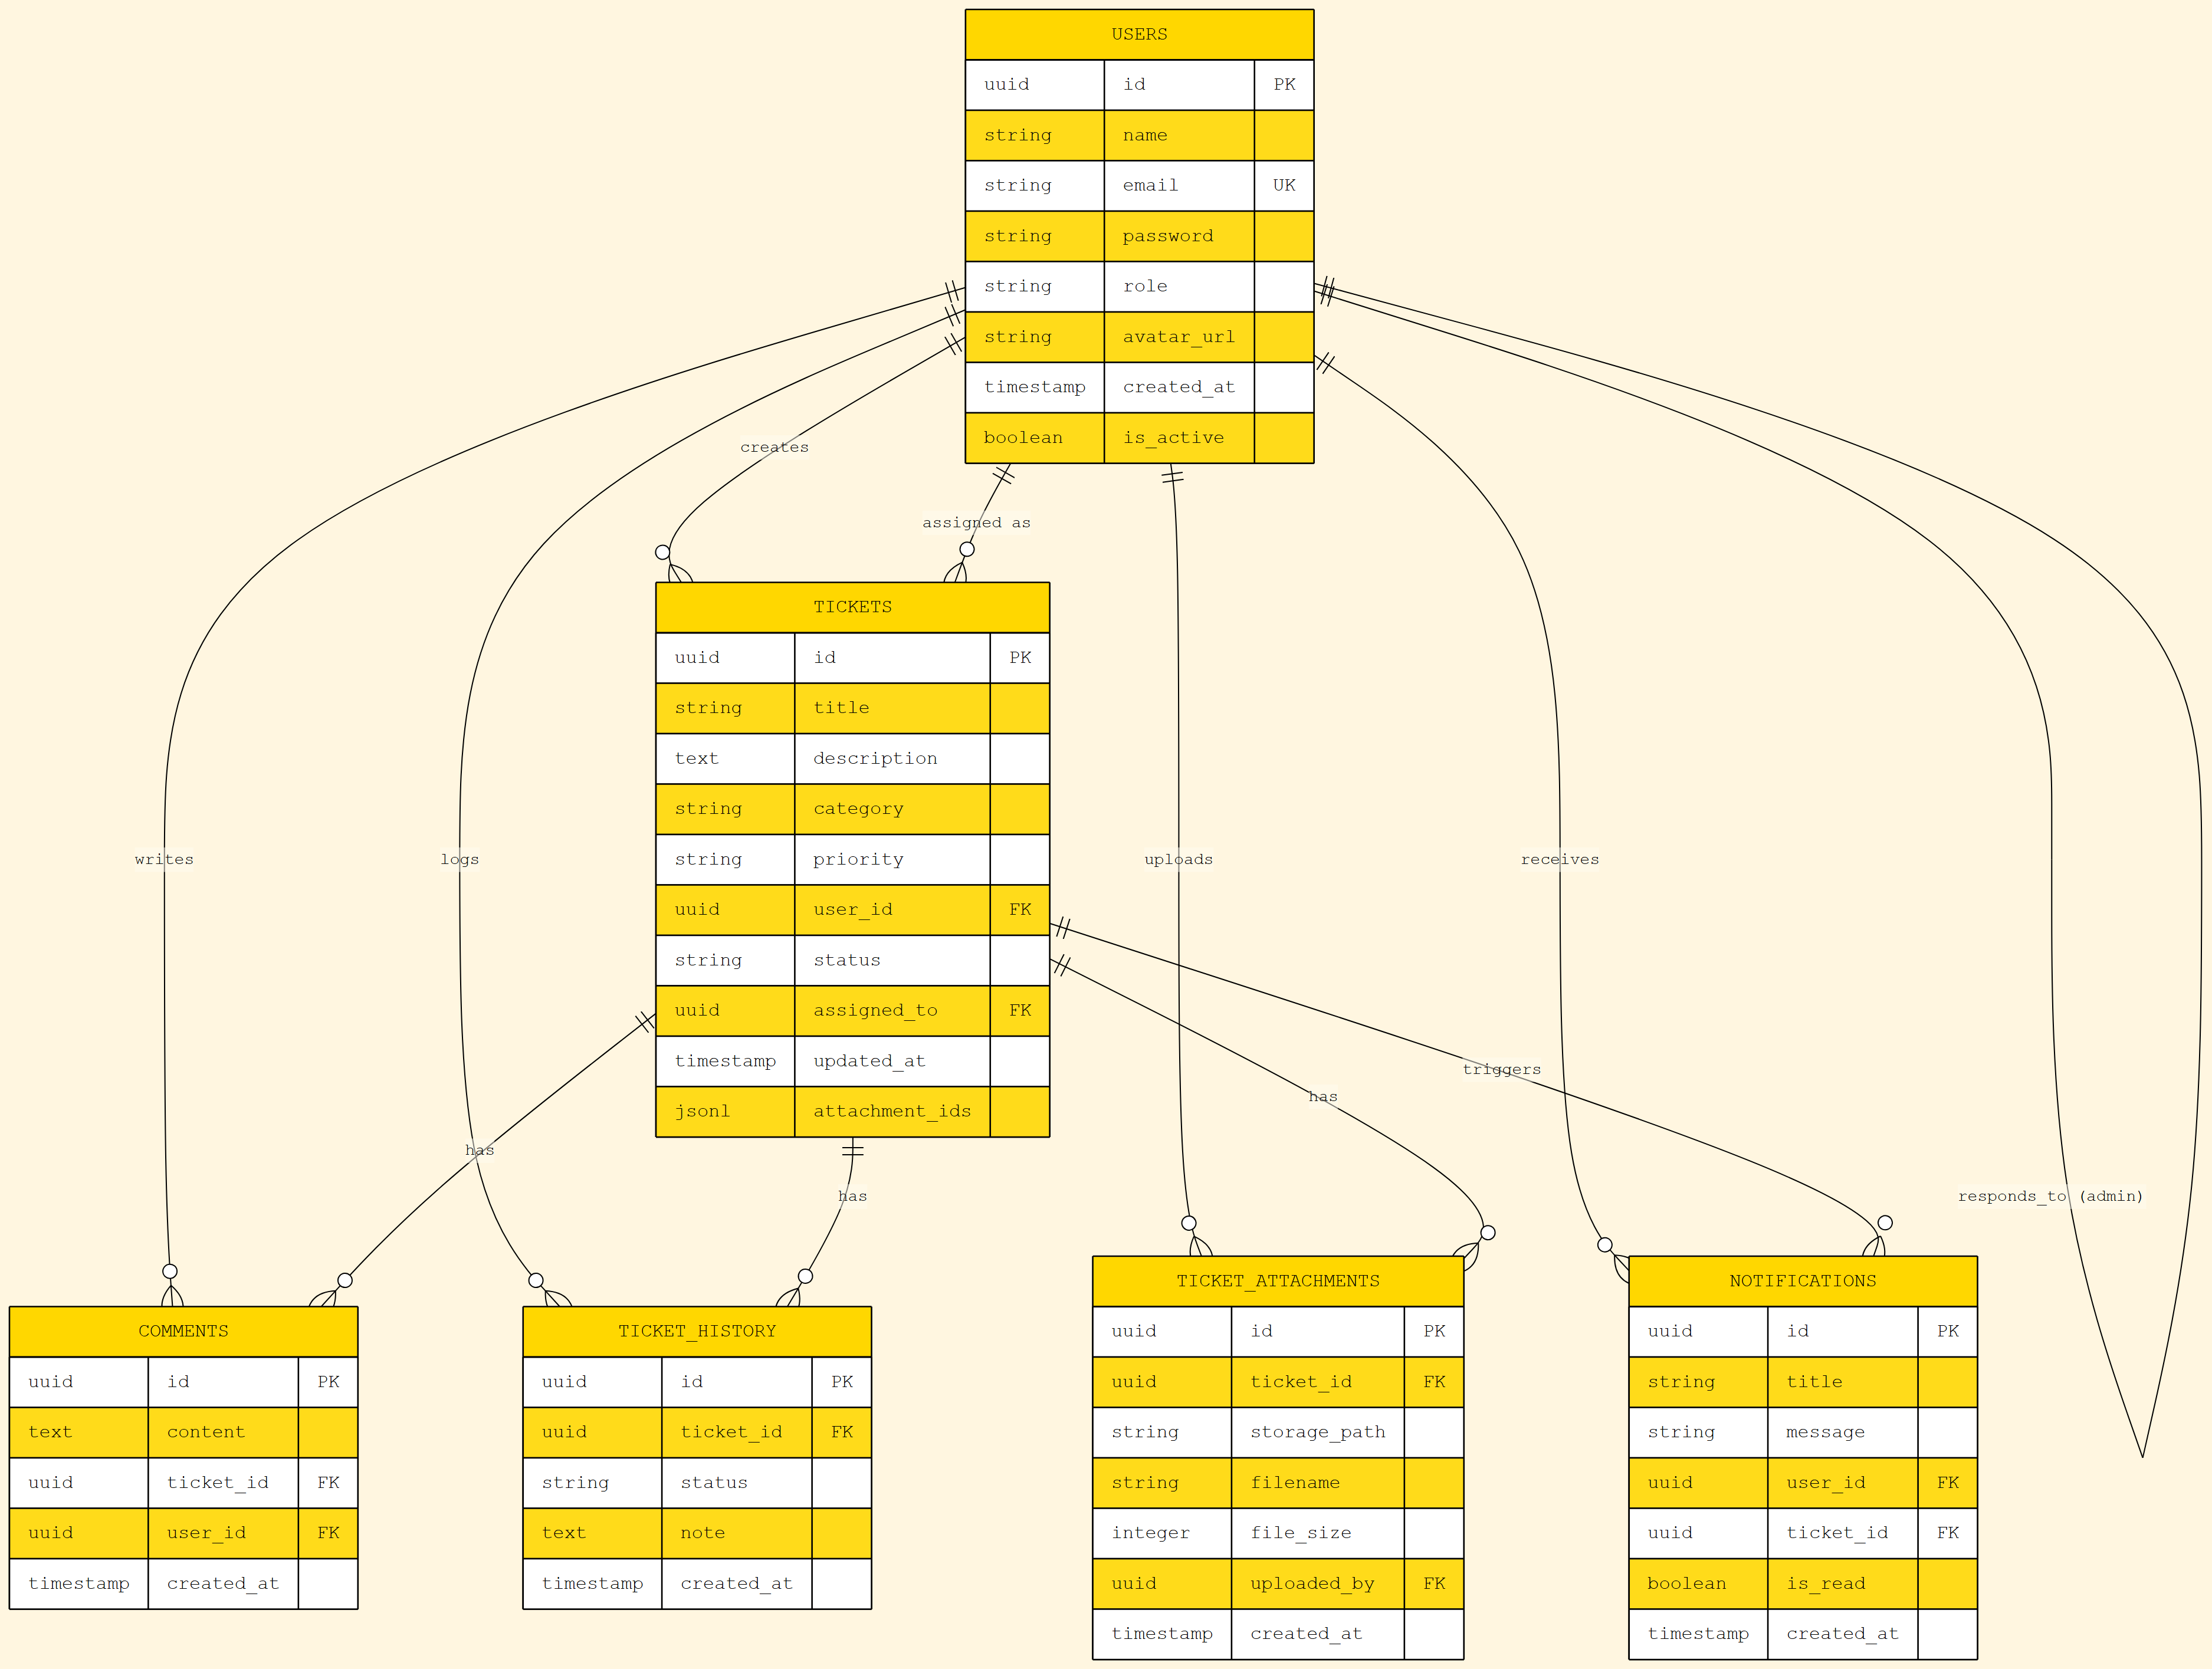 USERS
uuid id PK
string name
string email UK
string password
string role
string avatar_url
timestamp created_at
boolean is_active
creates
assigned as
TICKETS
uuid id PK
string title
text description
string category
string priority
uuid user_id FK
string status
uuid assigned_to FK
timestamp updated_at
jsonl attachment_ids
writes
logs
uploads
receives
triggers
has
has
has
responds_to (admin)
COMMENTS
uuid id PK
text content
uuid ticket_id FK
uuid user_id FK
timestamp created_at
TICKET_HISTORY
uuid id PK
uuid ticket_id FK
string status
text note
timestamp created_at
TICKET_ATTACHMENTS
uuid id PK
uuid ticket_id FK
string storage_path
string filename
integer file_size
uuid uploaded_by FK
timestamp created_at
NOTIFICATIONS
uuid id PK
string title
string message
uuid user_id FK
uuid ticket_id FK
boolean is_read
timestamp created_at